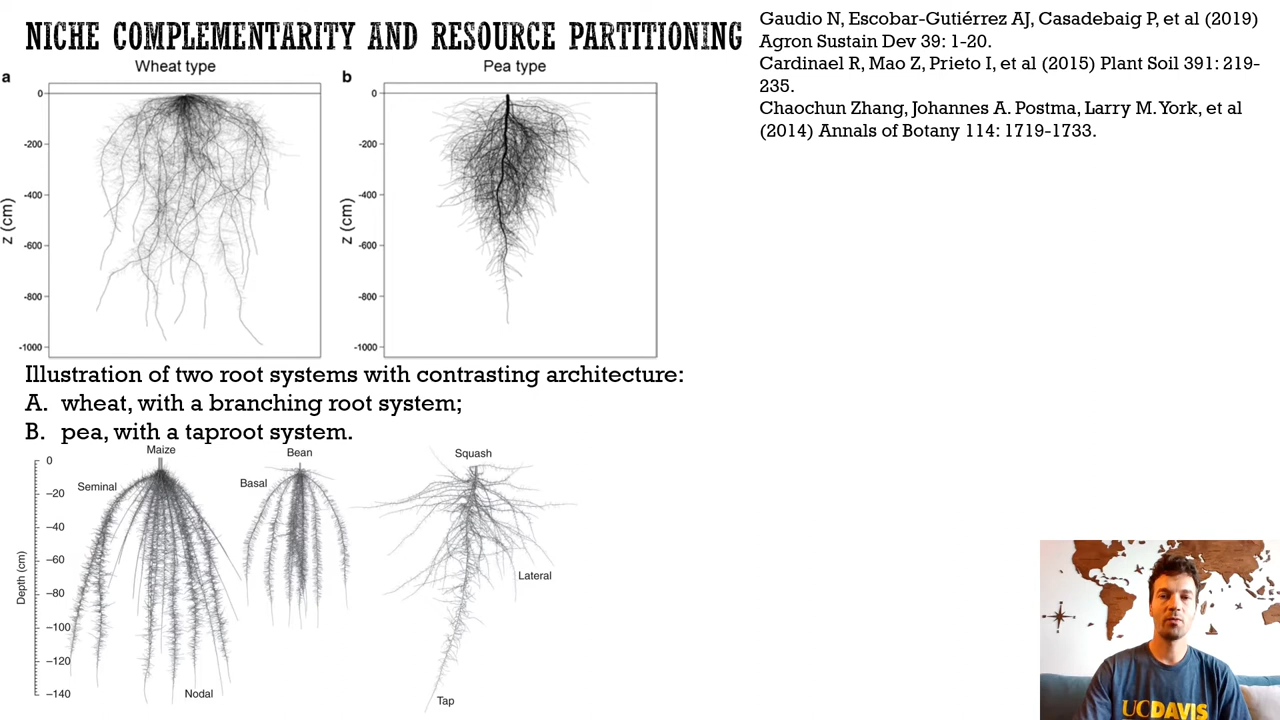 NICHE COMPLEMENTARITY AND RESOURCE PARTITIONING
Gaudio N, Escobar-Gutiérrez AJ, Casadebaig P, et al (2019)
Agron Sustain Dev 39: 1-20.
Cardinael R, Mao Z, Prieto I, et al (2015) Plant Soil 391: 219-
235.
Chaochun Zhang, Johannes A. Postma, Larry M. York, et al
(2014) Annals of Botany 114: 1719-1733.
a
Wheat type
z (cm)
0
-200
-400
-600
-800
-1000
b
Pea type
z (cm)
0
-200
-400
-600
-800
-1000
Illustration of two root systems with contrasting architecture:
A. wheat, with a branching root system;
B. pea, with a taproot system.
Depth (cm)
0
–20
–40
–60
–80
–100
–120
–140
Maize
Seminal
Nodal
Bean
Basal
Squash
Lateral
Tap
UCDAVIS